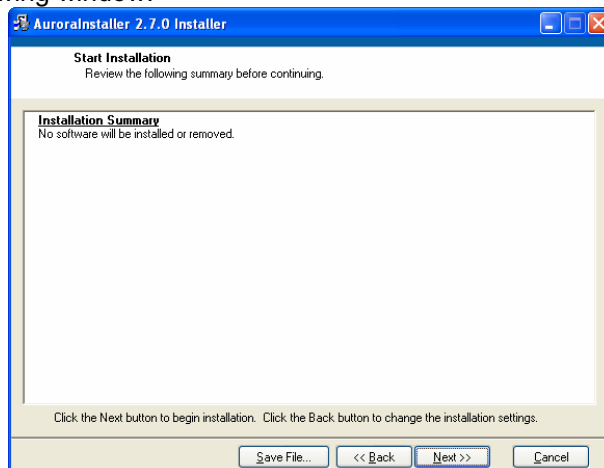 window.
AuroraInstaller 2.7.0 Installer
Start Installation
Review the following summary before continuing.
Installation Summary
No software will be installed or removed.
Click the Next button to begin installation. Click the Back button to change the installation settings.
Save File... << Back Next >> Cancel